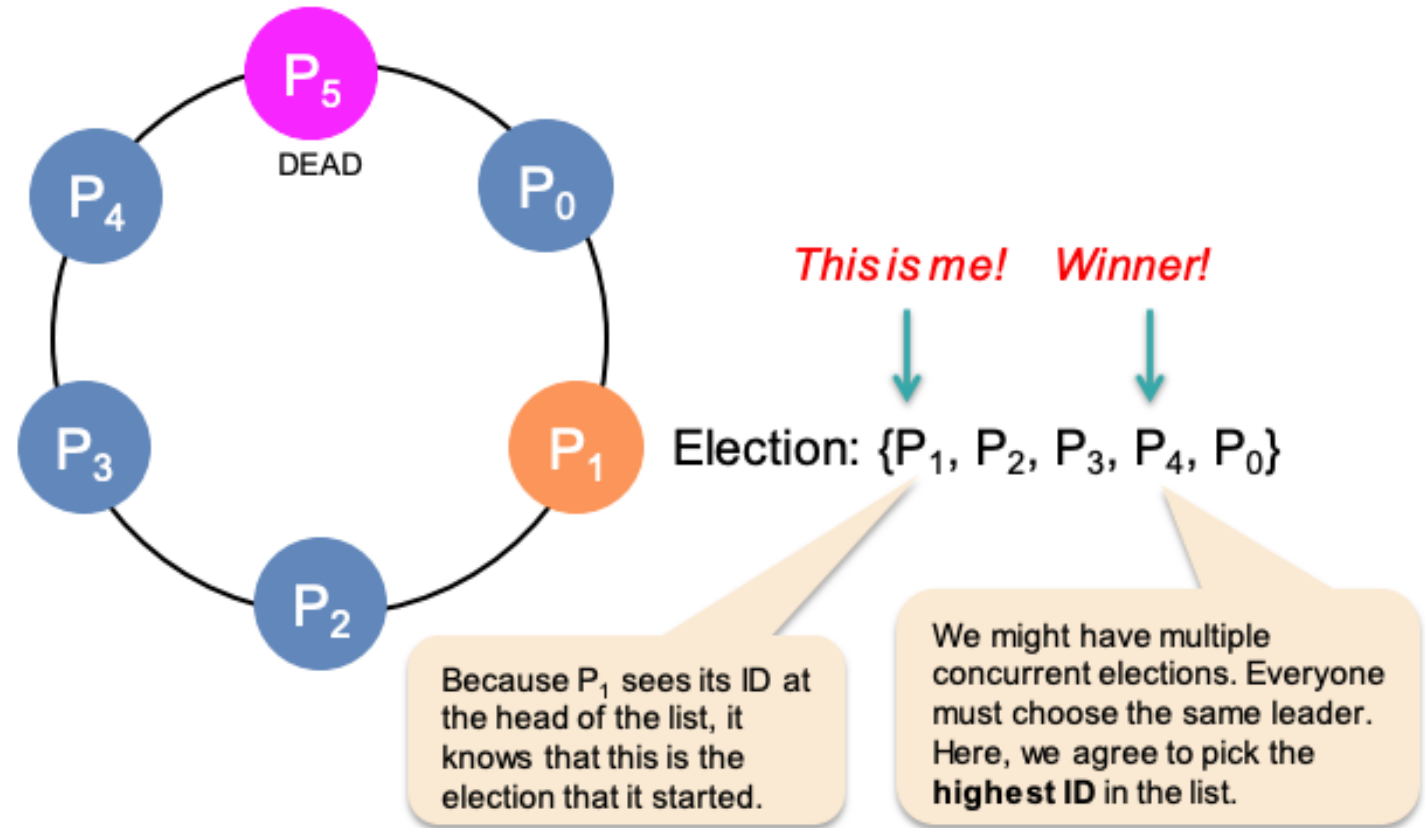 P₅
DEAD
P₄
P₀
This is me! Winner!
P₃
P₁
Election: {P₁, P₂, P₃, P₄, P₀}
P₂
Because P₁ sees its ID at
the head of the list, it
knows that this is the
election that it started.
We might have multiple
concurrent elections. Everyone
must choose the same leader.
Here, we agree to pick the
highest ID in the list.